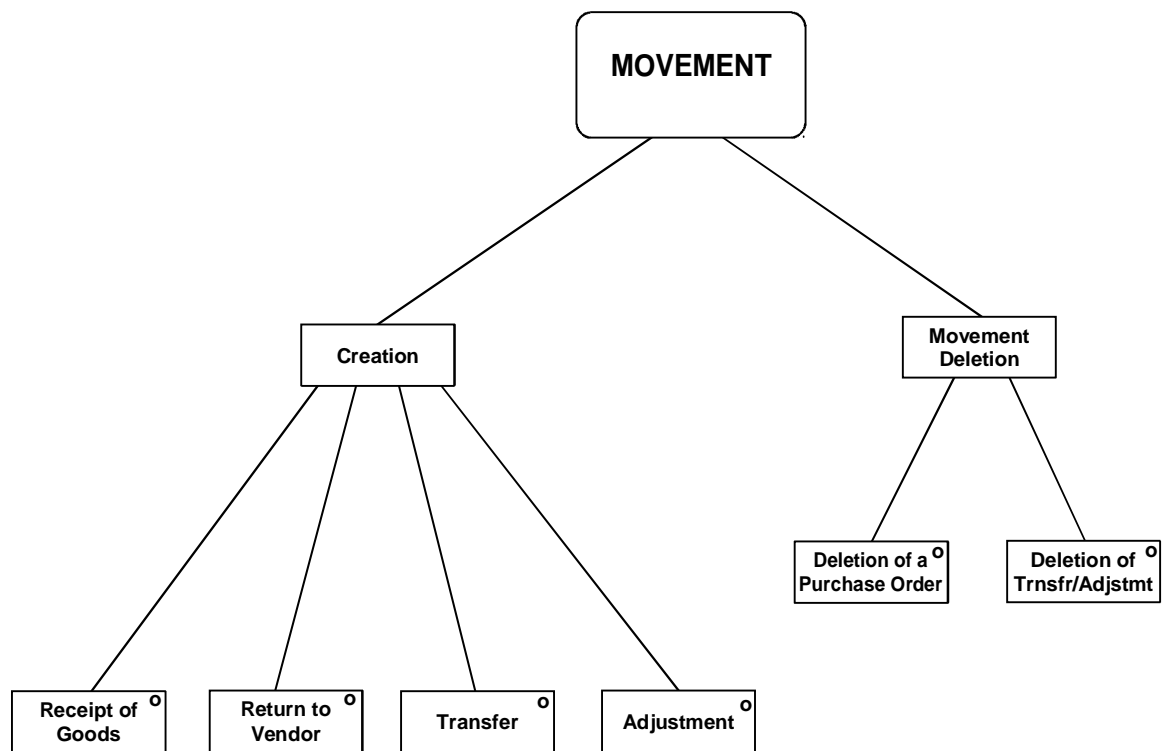 MOVEMENT
Creation
Movement
Deletion
Deletion of a o
Purchase Order
Deletion of o
Trnsfr/Adjstmt
Receipt of o
Goods
Return to o
Vendor
Transfer o
Adjustment o